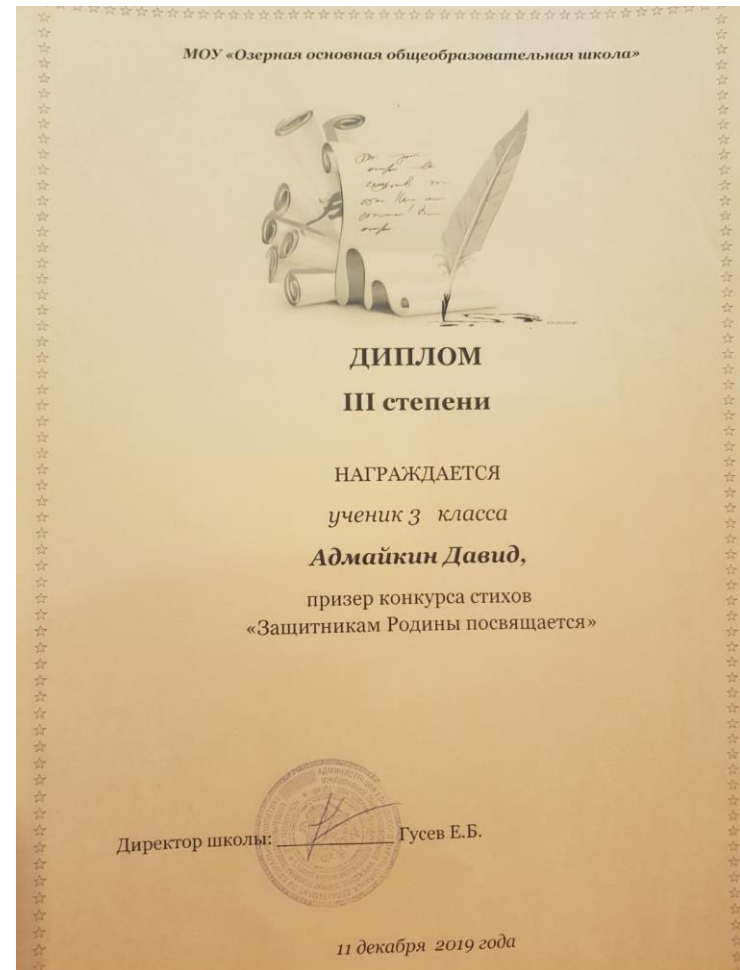 МОУ «Озерная основная общеобразовательная школа»
ДИПЛОМ
III степени
НАГРАЖДАЕТСЯ
ученик 3 класса
Адмайкин Давид,
призер конкурса стихов
«Защитникам Родины посвящается»
Директор школы: Гусев Е.Б.
11 декабря 2019 года